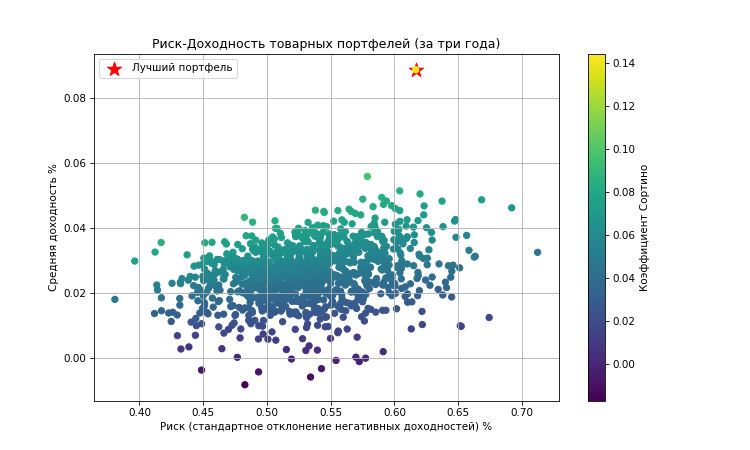 Риск-Доходность товарных портфелей (за три года)
Лучший портфель
Средняя доходность %
0.08
0.06
0.04
0.02
0.00
0.40 0.45 0.50 0.55 0.60 0.65 0.70
Риск (стандартное отклонение негативных доходностей) %
0.14
0.12
0.10
0.08
0.06
0.04
0.02
0.00
Коэффициент Сортино